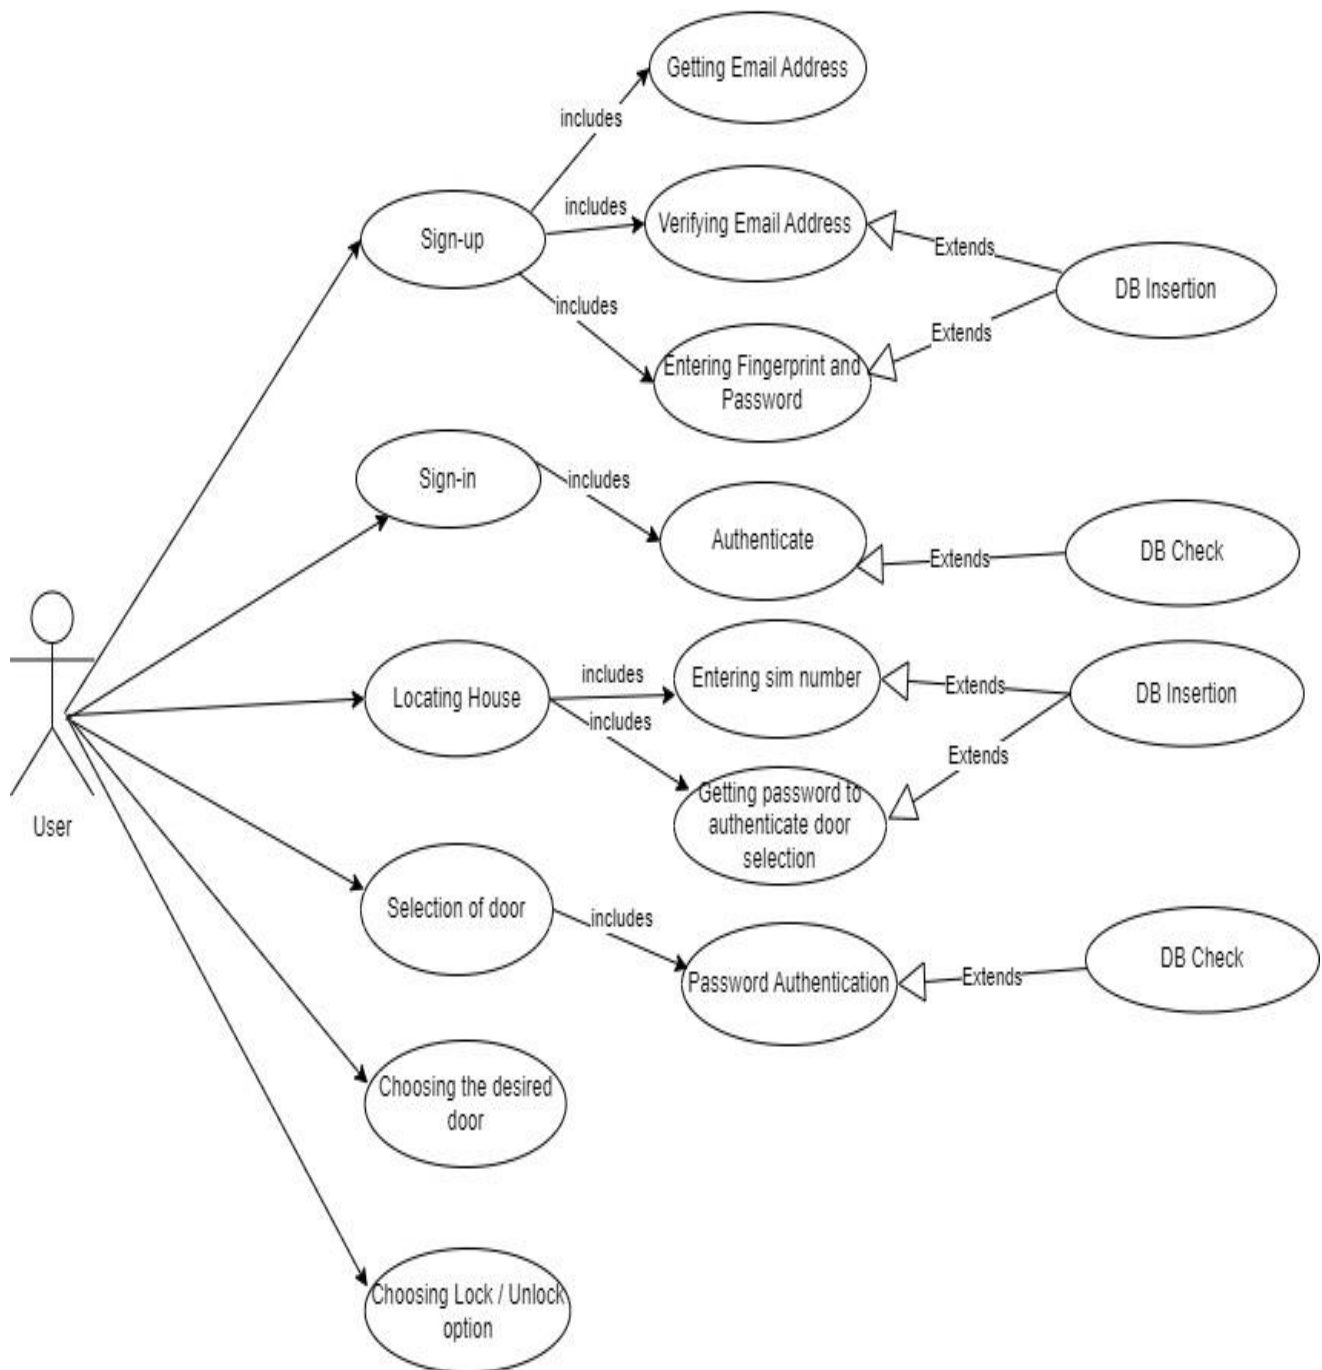 Getting Email Address
includes
includes
Verifying Email Address
Sign-up
Extends
DB Insertion
includes
Extends
Entering Fingerprint and
Password
Sign-in
includes
Authenticate
Extends
DB Check
includes
Entering sim number
Extends
DB Insertion
Locating House
includes
Extends
Getting password to
authenticate door
selection
User
Selection of door
includes
Password Authentication
Extends
DB Check
Choosing the desired
door
Choosing Lock / Unlock
option